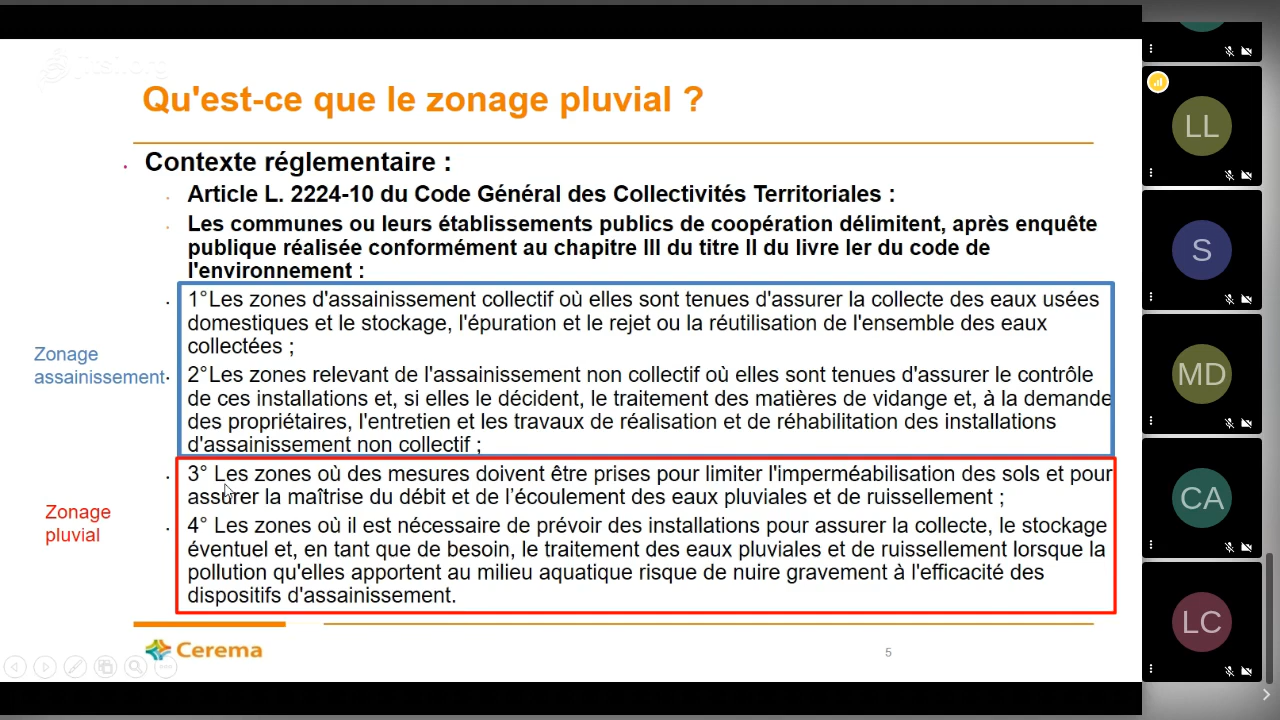 Qu'est-ce que le zonage pluvial ?
Contexte réglementaire :
Article L. 2224-10 du Code Général des Collectivités Territoriales :
Les communes ou leurs établissements publics de coopération délimitent, après enquête
publique réalisée conformément au chapitre III du titre II du livre Ier du code de
l'environnement :
1°Les zones d'assainissement collectif où elles sont tenues d'assurer la collecte des eaux usées
domestiques et le stockage, l'épuration et le rejet ou la réutilisation de l'ensemble des eaux
collectées ;
Zonage
assainissement
2°Les zones relevant de l'assainissement non collectif où elles sont tenues d'assurer le contrôle
de ces installations et, si elles le décident, le traitement des matières de vidange et, à la demande
des propriétaires, l'entretien et les travaux de réalisation et de réhabilitation des installations
d'assainissement non collectif ;
3° Les zones où des mesures doivent être prises pour limiter l'imperméabilisation des sols et pour
assurer la maîtrise du débit et de l'écoulement des eaux pluviales et de ruissellement ;
Zonage
pluvial
4° Les zones où il est nécessaire de prévoir des installations pour assurer la collecte, le stockage
éventuel et, en tant que de besoin, le traitement des eaux pluviales et de ruissellement lorsque la
pollution qu'elles apportent au milieu aquatique risque de nuire gravement à l'efficacité des
dispositifs d'assainissement.
Cerema
5
LL
S
MD
CA
LC